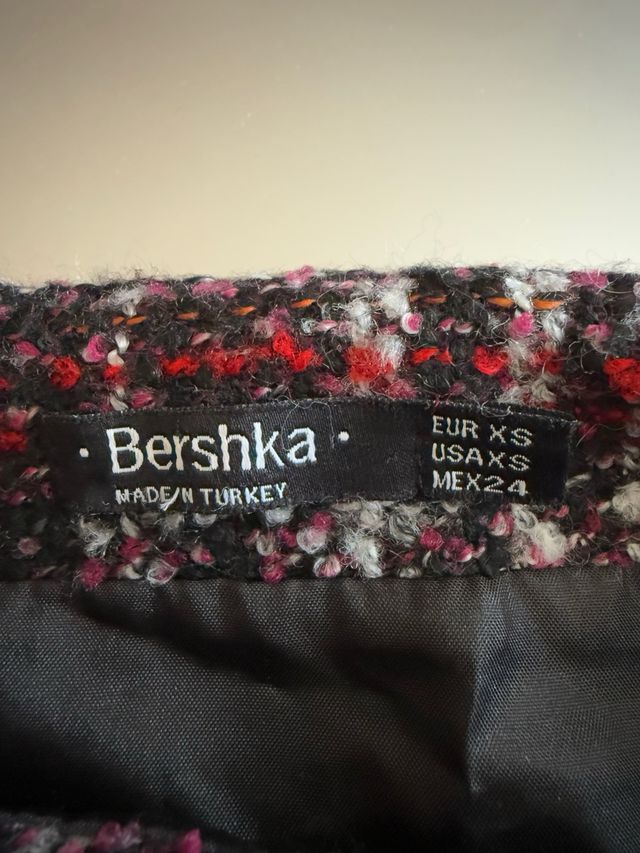 · Bershka ·
MADE IN TURKEY
EUR XS
USA XS
MEX 24